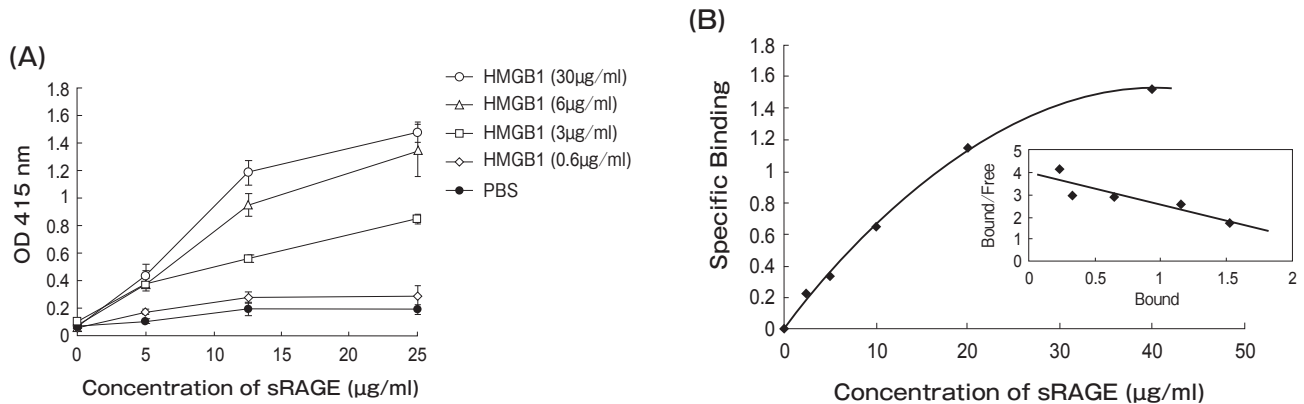 (A)
OD 415 nm
1.8
1.6
1.4
1.2
1
0.8
0.6
0.4
0.2
0
0 5 10 15 20 25
Concentration of sRAGE (μg/ml)
HMGB1 (30μg/ml)
HMGB1 (6μg/ml)
HMGB1 (3μg/ml)
HMGB1 (0.6μg/ml)
PBS
(B)
Specific Binding
1.8
1.6
1.4
1.2
1
0.8
0.6
0.4
0.2
0
0 10 20 30 40 50
Concentration of sRAGE (μg/ml)
Bound/Free
5
4
3
2
1
0
0 0.5 1 1.5 2
Bound